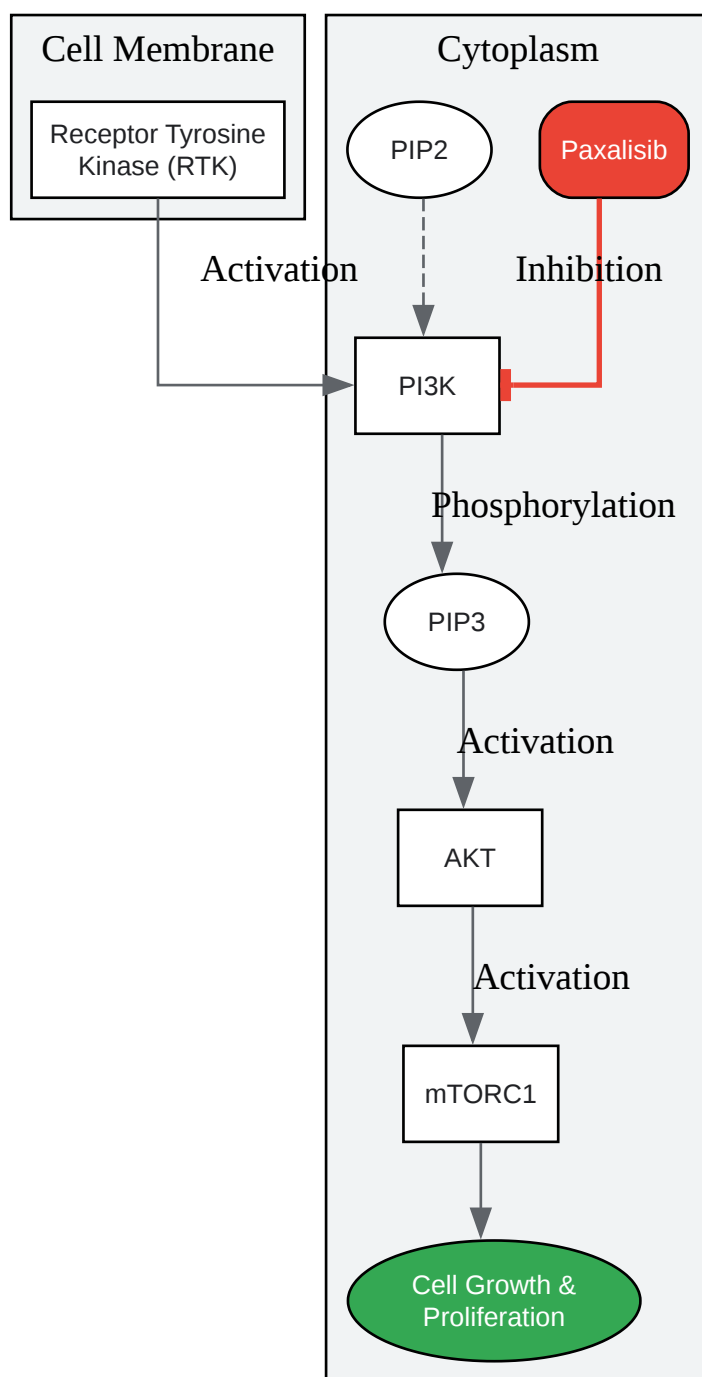 Cell Membrane
Cytoplasm
Receptor Tyrosine
Kinase (RTK)
PIP2
Paxalisib
Activation
Inhibition
PI3K
Phosphorylation
PIP3
Activation
AKT
Activation
mTORC1
Cell Growth &
Proliferation